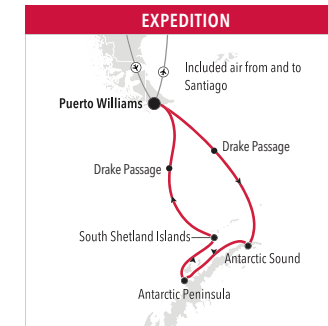 EXPEDITION
Included air from and to
Santiago
Puerto Williams
Drake Passage
Drake Passage
South Shetland Islands
Antarctic Sound
Antarctic Peninsula